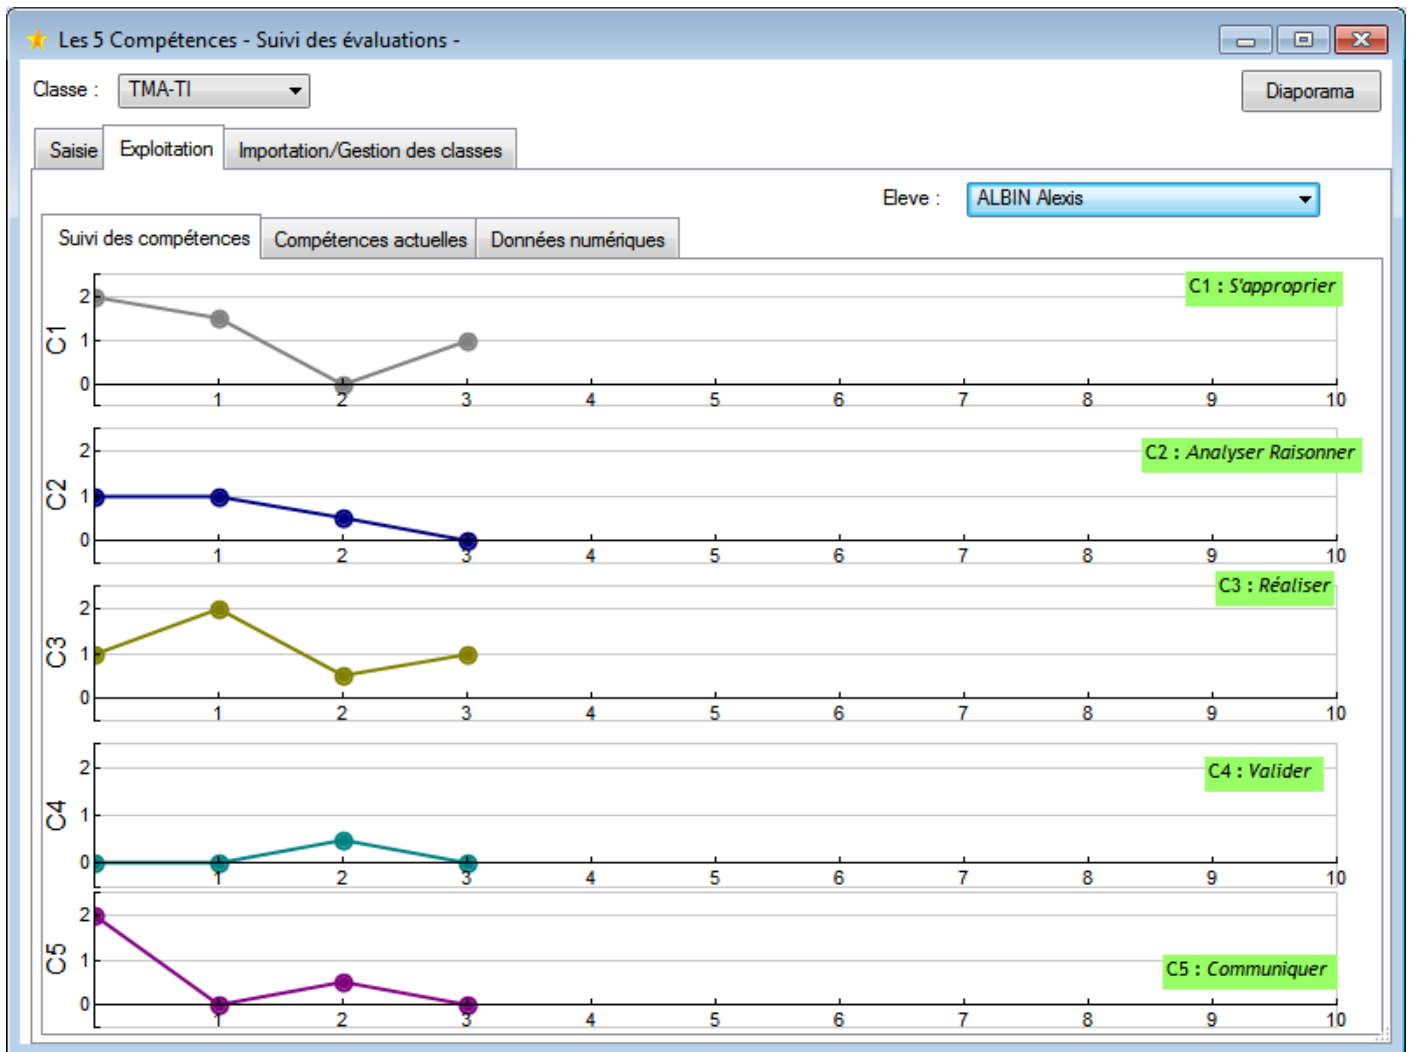 Les 5 Compétences - Suivi des évaluations -
Classe : TMA-TI Diaporama
Saisie Exploitation Importation/Gestion des classes
Eleve : ALBIN Alexis
Suivi des compétences Compétences actuelles Données numériques
C1 : S'approprier
C1
2
1
0
1 2 3 4 5 6 7 8 9 10
C2 : Analyser Raisonner
C2
2
1
0
1 2 3 4 5 6 7 8 9 10
C3 : Réaliser
C3
2
1
0
1 2 3 4 5 6 7 8 9 10
C4 : Valider
C4
2
1
0
1 2 3 4 5 6 7 8 9 10
C5 : Communiquer
C5
2
1
0
1 2 3 4 5 6 7 8 9 10